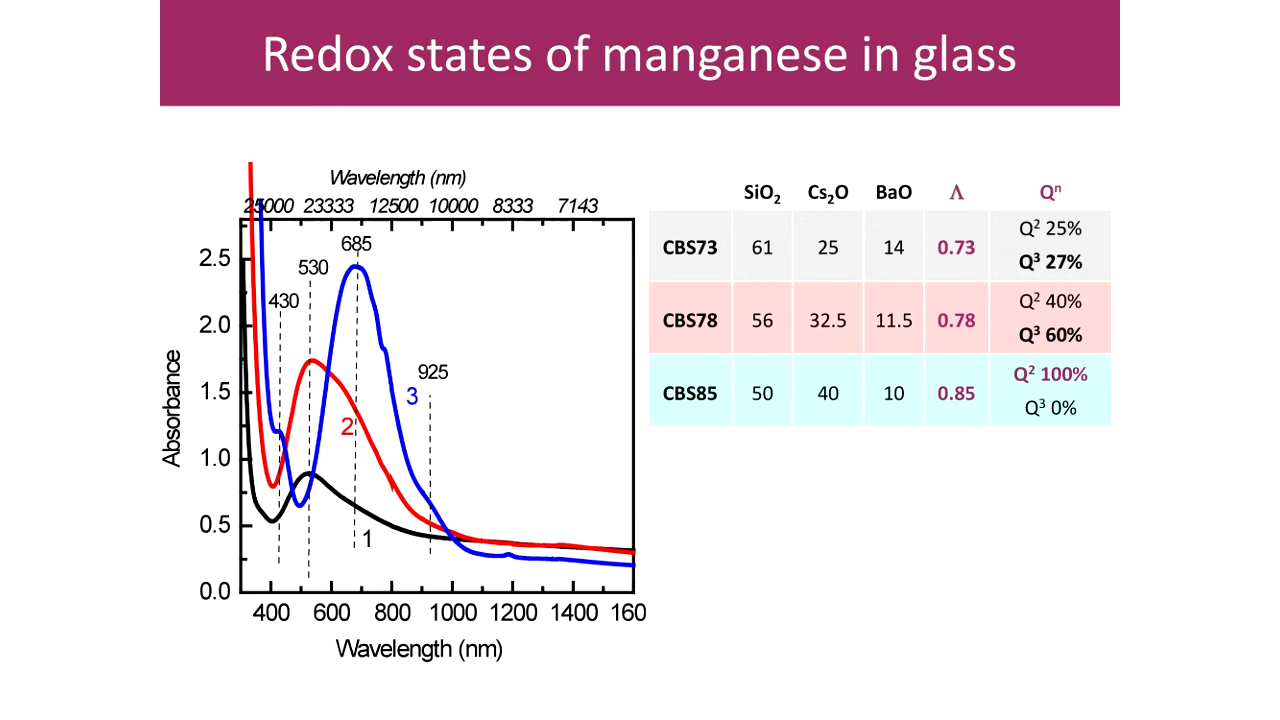 Redox states of manganese in glass
Wavelength (nm)
25000 23333 12500 10000 8333 7143
685
530
430
925
2.5
2.0
1.5
1.0
0.5
0.0
Absorbance
3
2
1
400 600 800 1000 1200 1400 160
Wavelength (nm)
SiO₂ Cs₂O BaO Λ Qⁿ
CBS73 61 25 14 0.73 Q² 25%
Q³ 27%
CBS78 56 32.5 11.5 0.78 Q² 40%
Q³ 60%
CBS85 50 40 10 0.85 Q² 100%
Q³ 0%